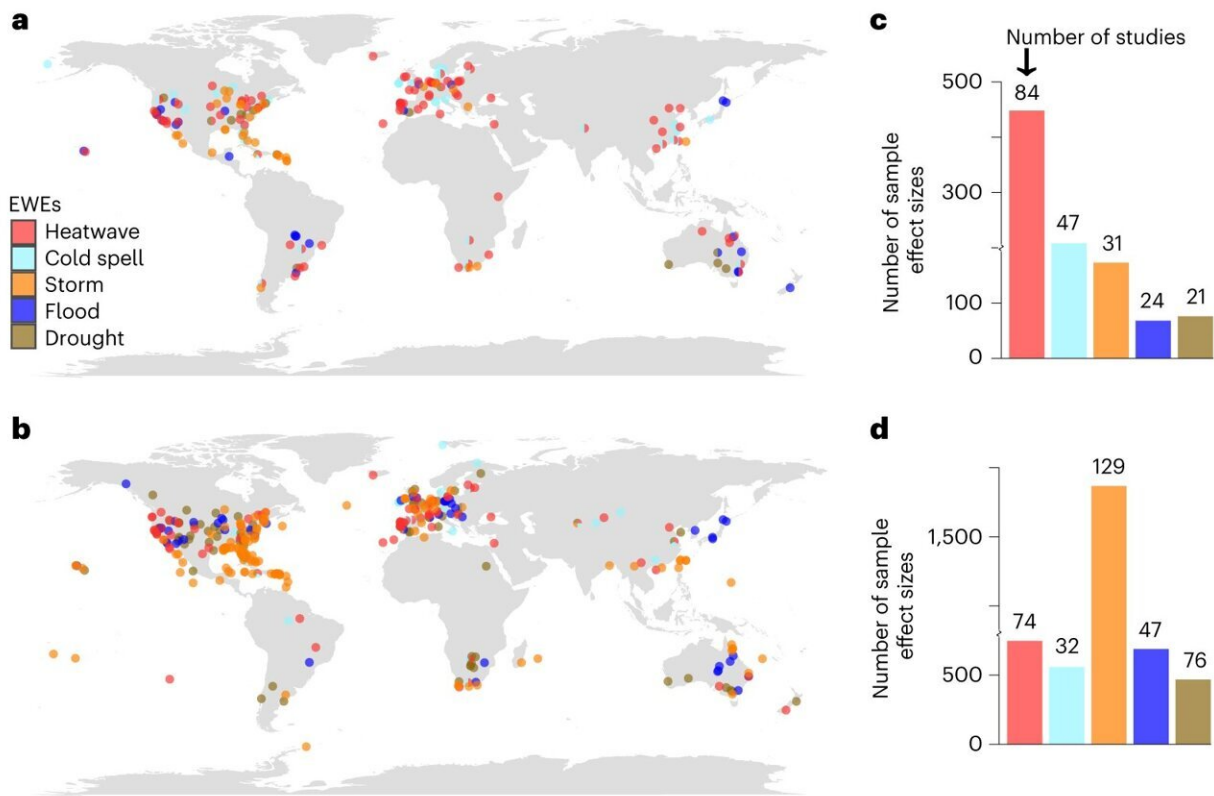 a
EWEs
Heatwave
Cold spell
Storm
Flood
Drought
c
Number of studies
Number of sample
effect sizes
500
300
100
0
84
47
31
24
21
b
d
Number of sample
effect sizes
1,500
500
0
74
32
129
47
76